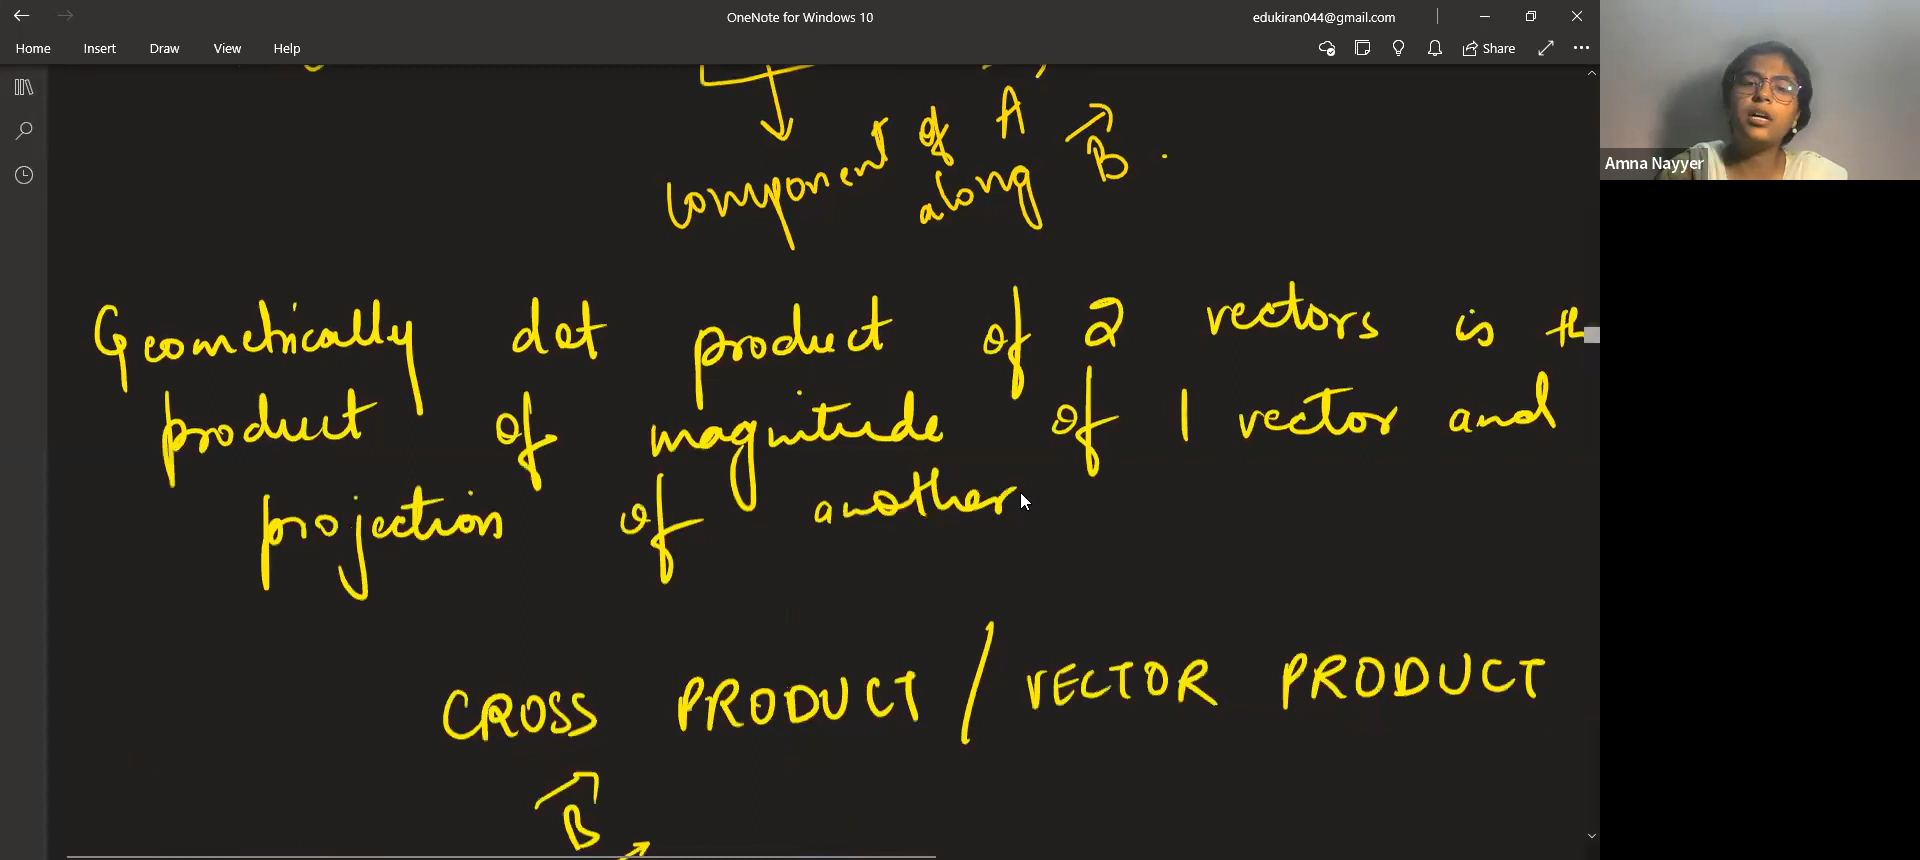 OneNote for Windows 10
edukiran044@gmail.com
Home Insert Draw View Help
Share
Amna Nayyer
component of A
along B.
Geometrically dot product of 2 vectors is th
product of magnitude of 1 vector and
projection of another
CROSS PRODUCT / VECTOR PRODUCT
B